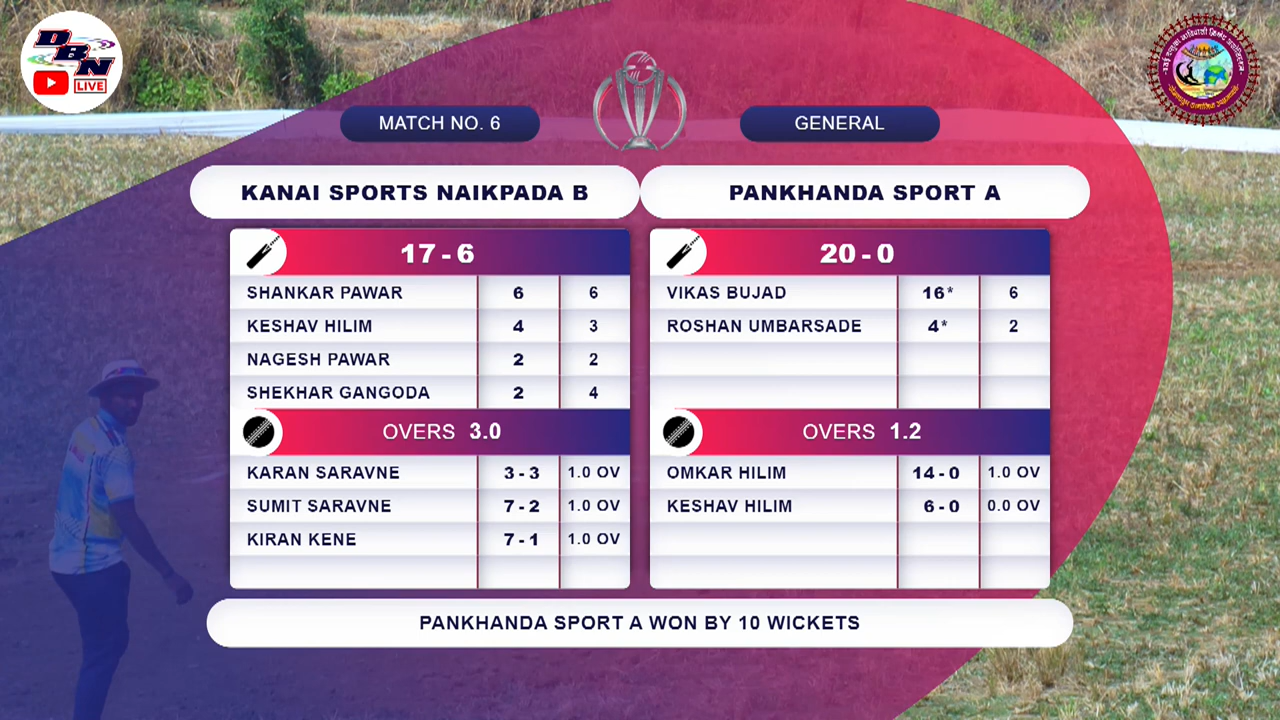 DBN
LIVE
MATCH NO. 6
GENERAL
KANAI SPORTS NAIKPADA B
PANKHANDA SPORT A
17 - 6
SHANKAR PAWAR 6 6
KESHAV HILIM 4 3
NAGESH PAWAR 2 2
SHEKHAR GANGODA 2 4
OVERS 3.0
KARAN SARAVNE 3 - 3 1.0 OV
SUMIT SARAVNE 7 - 2 1.0 OV
KIRAN KENE 7 - 1 1.0 OV
20 - 0
VIKAS BUJAD 16* 6
ROSHAN UMBARSADE 4* 2
OVERS 1.2
OMKAR HILIM 14 - 0 1.0 OV
KESHAV HILIM 6 - 0 0.0 OV
PANKHANDA SPORT A WON BY 10 WICKETS